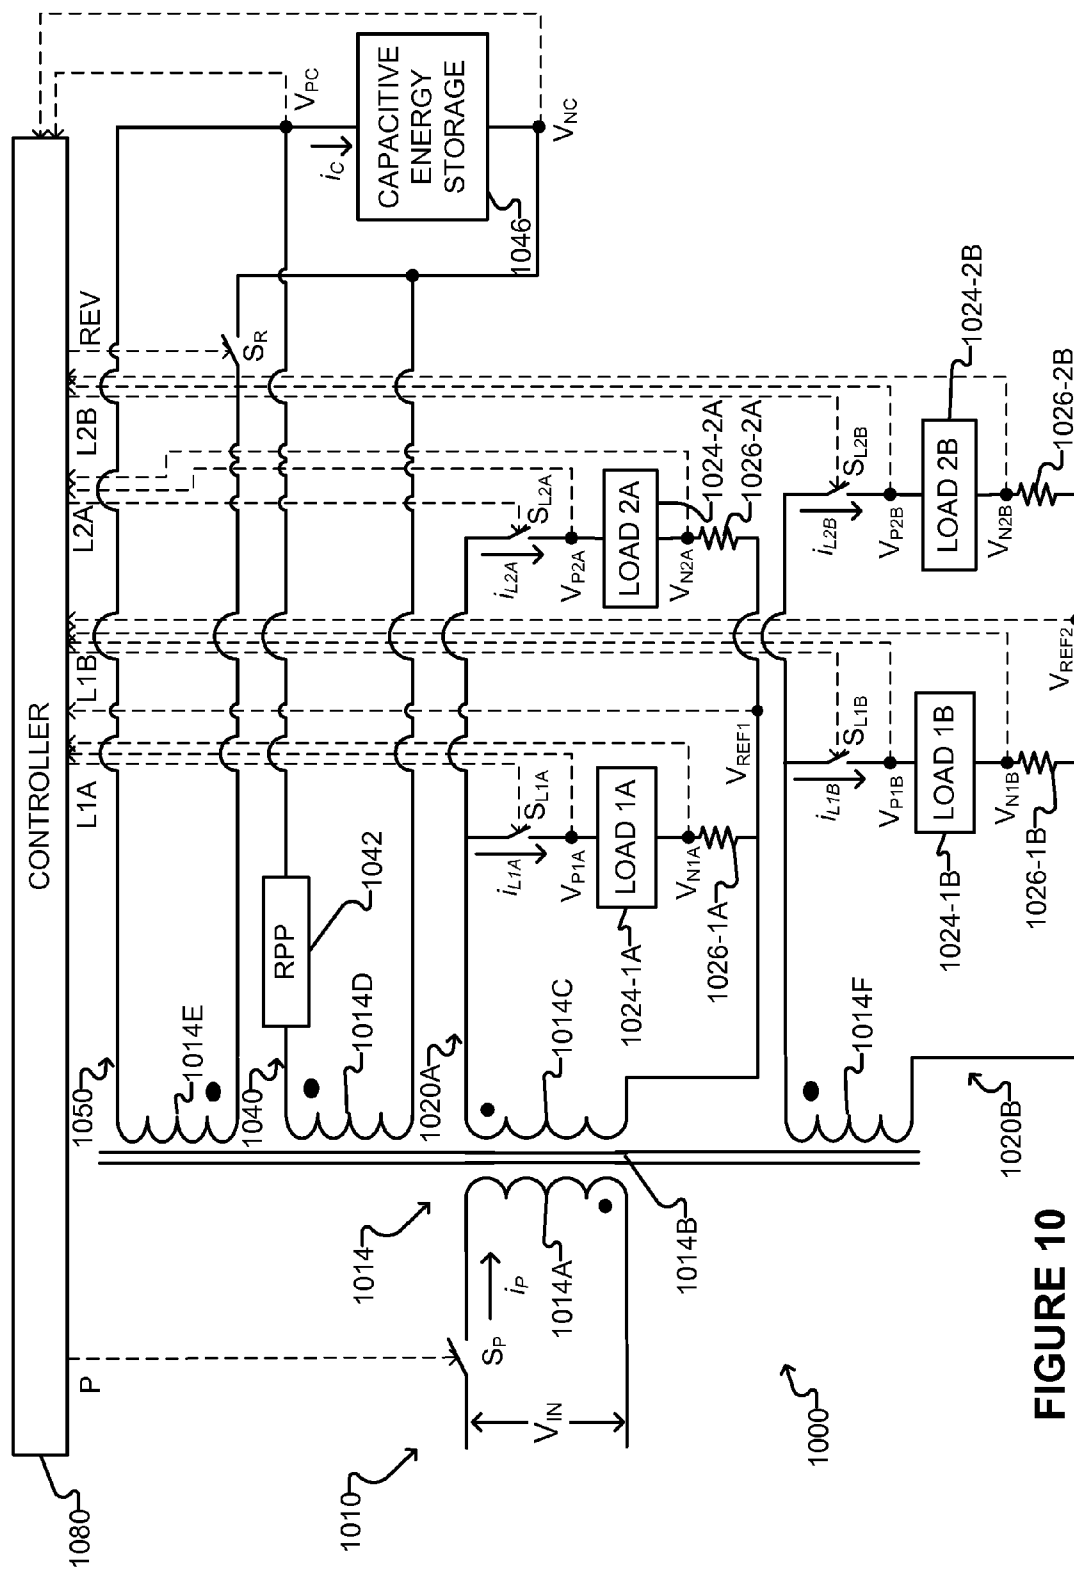 CONTROLLER
1080
P
L1A
L1B
L2A
L2B
REV
1050
1014E
S_R
V_PC
i_C
CAPACITIVE
ENERGY
STORAGE
1046
V_NC
1040
1014D
RPP
1042
1020A
1014C
i_L1A
S_L1A
V_P1A
LOAD 1A
1024-1A
V_N1A
1026-1A
V_REF1
i_L2A
S_L2A
V_P2A
LOAD 2A
1024-2A
V_N2A
1026-2A
1010
V_IN
S_P
i_P
1014
1014A
1014B
1014F
1020B
i_L1B
S_L1B
V_P1B
LOAD 1B
1024-1B
V_N1B
1026-1B
V_REF2
i_L2B
S_L2B
V_P2B
LOAD 2B
1024-2B
V_N2B
1026-2B
1000
FIGURE 10